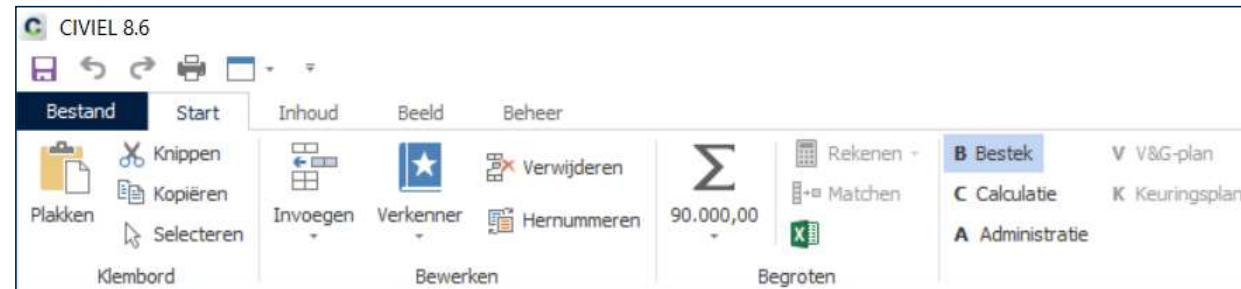 CIVIEL 8.6
Bestand Start Inhoud Beeld Beheer
Plakken
Knippen
Kopiëren
Selecteren
Klembord
Invoegen
Verkenner
Verwijderen
Hernummeren
Bewerken
90.000,00
Rekenen
Matchen
Begroten
B Bestek
C Calculatie
A Administratie
V V&G-plan
K Keuringsplan